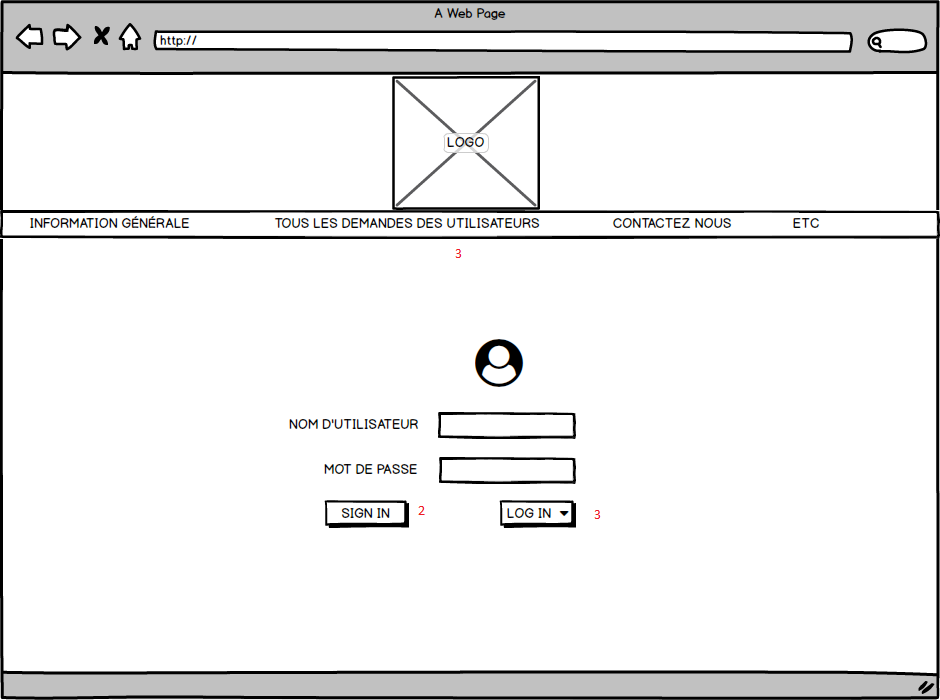 A Web Page
http://
LOGO
INFORMATION GÉNÉRALE TOUS LES DEMANDES DES UTILISATEURS CONTACTEZ NOUS ETC
3
NOM D'UTILISATEUR
MOT DE PASSE
SIGN IN 2 LOG IN 3